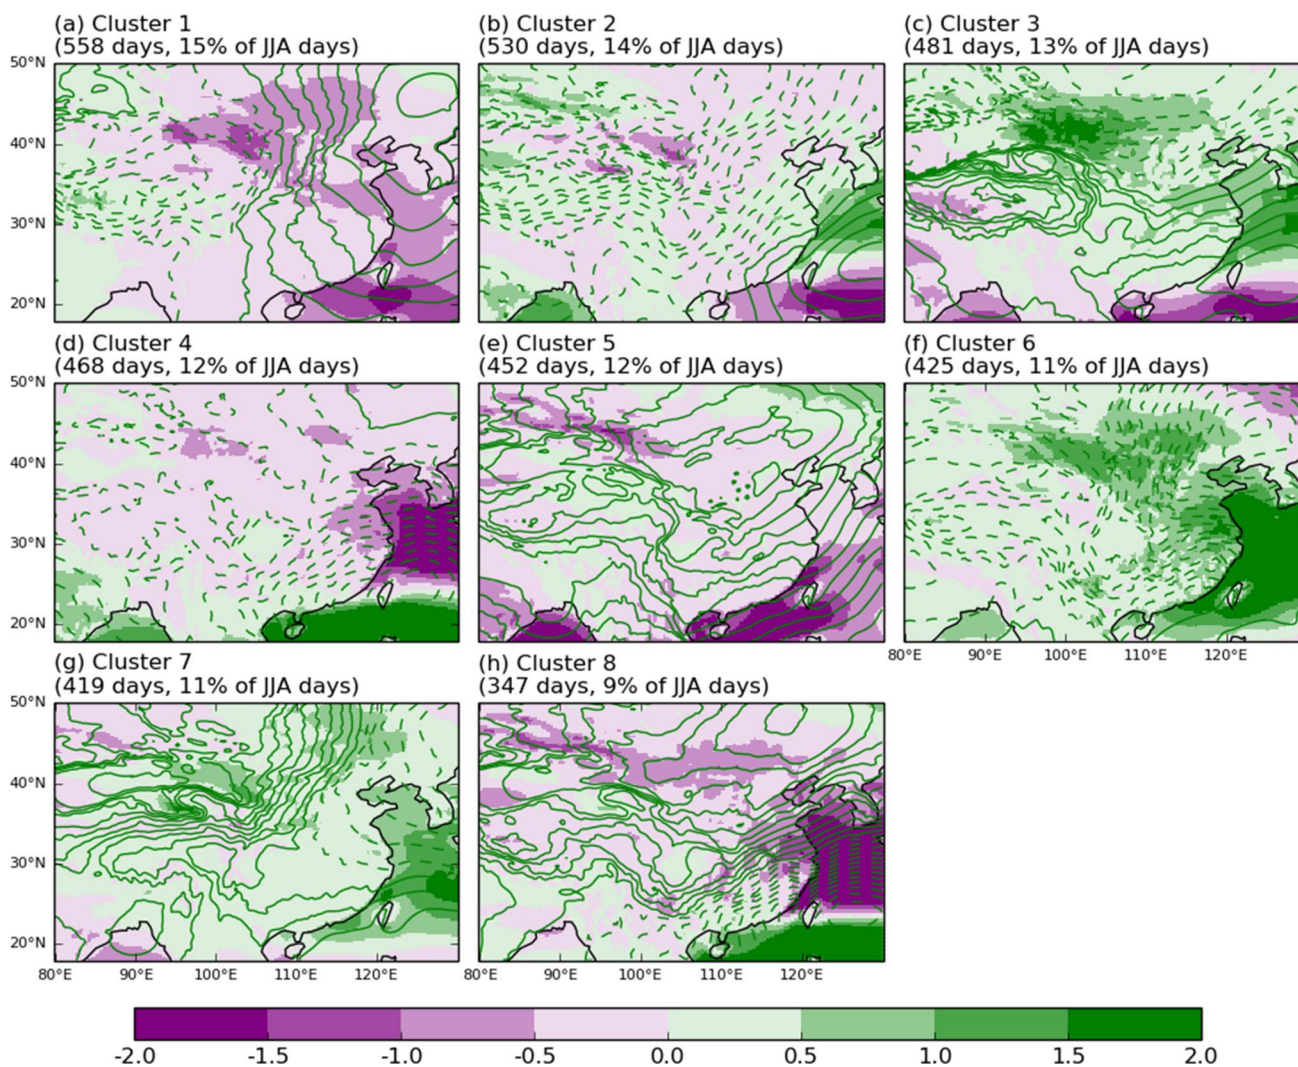 (a) Cluster 1
(558 days, 15% of JJA days)
(b) Cluster 2
(530 days, 14% of JJA days)
(c) Cluster 3
(481 days, 13% of JJA days)
50°N
40°N
30°N
20°N
(d) Cluster 4
(468 days, 12% of JJA days)
(e) Cluster 5
(452 days, 12% of JJA days)
(f) Cluster 6
(425 days, 11% of JJA days)
50°N
40°N
30°N
20°N
80°E 90°E 100°E 110°E 120°E
(g) Cluster 7
(419 days, 11% of JJA days)
(h) Cluster 8
(347 days, 9% of JJA days)
50°N
40°N
30°N
20°N
80°E 90°E 100°E 110°E 120°E
80°E 90°E 100°E 110°E 120°E
-2.0 -1.5 -1.0 -0.5 0.0 0.5 1.0 1.5 2.0